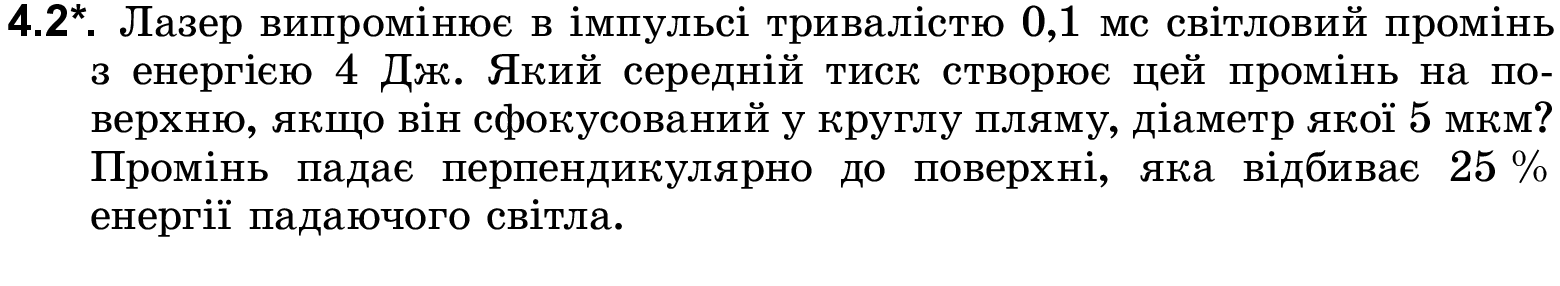 4.2*. Лазер випромінює в імпульсі тривалістю 0,1 мс світловий промінь
з енергією 4 Дж. Який середній тиск створює цей промінь на по-
верхню, якщо він сфокусований у круглу пляму, діаметр якої 5 мкм?
Промінь падає перпендикулярно до поверхні, яка відбиває 25 %
енергії падаючого світла.